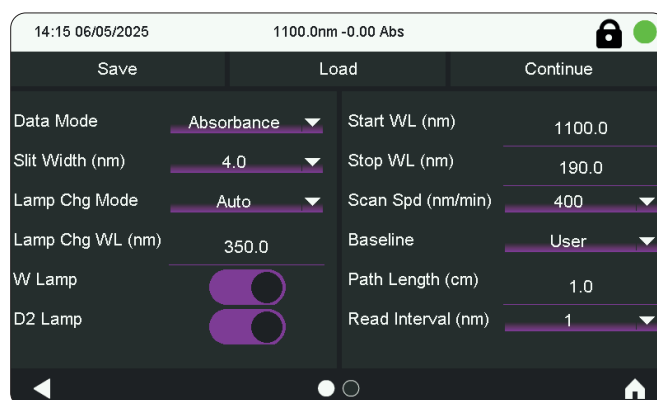 14:15 06/05/2025 1100.0nm -0.00 Abs
Save Load Continue
Data Mode Absorbance
Slit Width (nm) 4.0
Lamp Chg Mode Auto
Lamp Chg WL (nm) 350.0
W Lamp
D2 Lamp
Start WL (nm) 1100.0
Stop WL (nm) 190.0
Scan Spd (nm/min) 400
Baseline User
Path Length (cm) 1.0
Read Interval (nm) 1